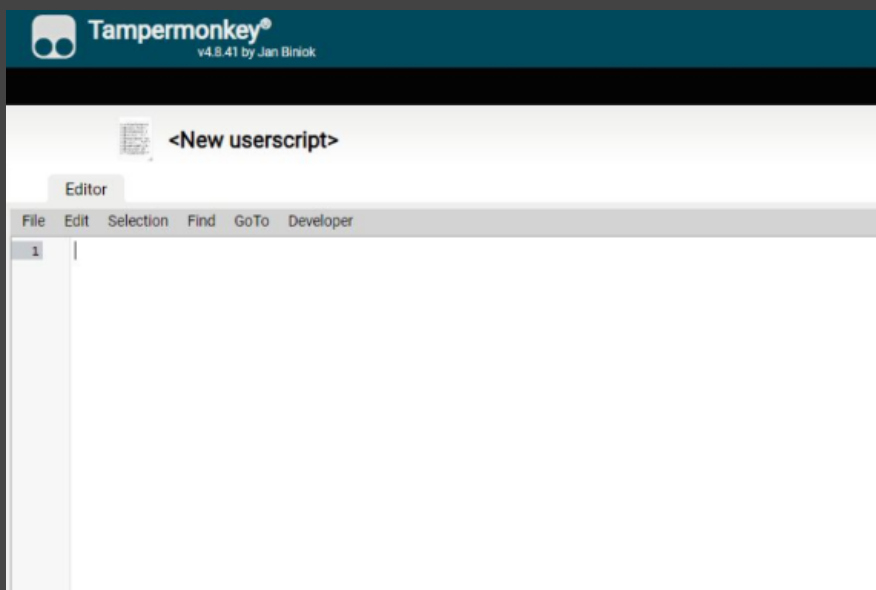 Tampermonkey®
v4.8.41 by Jan Biniok
<New userscript>
Editor
File Edit Selection Find GoTo Developer
1